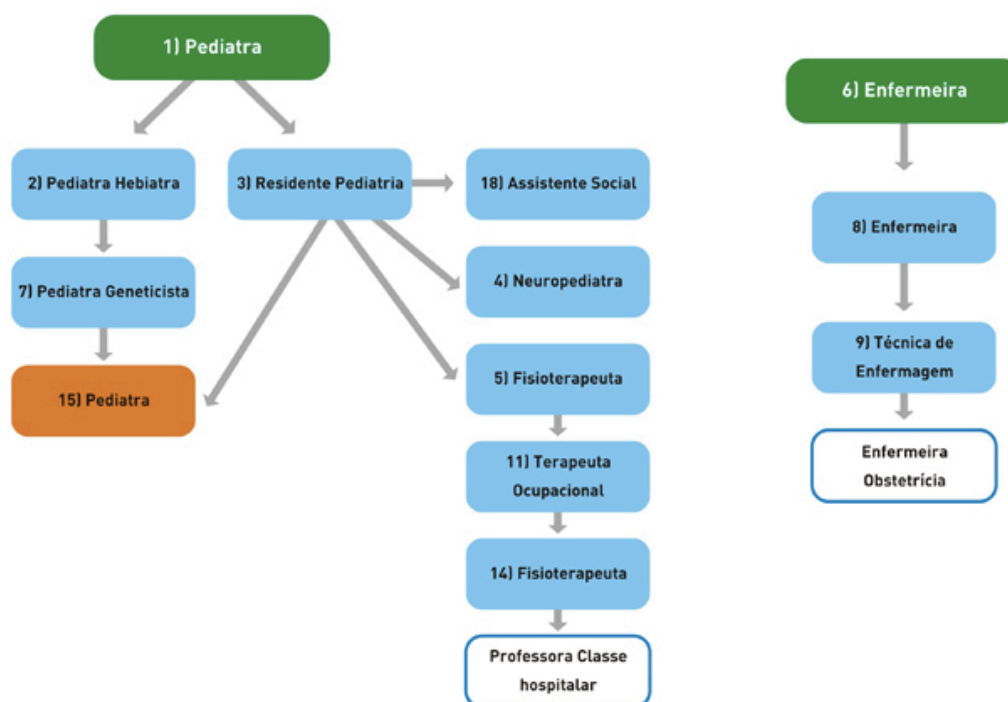 1) Pediatra
6) Enfermeira
2) Pediatra Hebiatra
3) Residente Pediatria
18) Assistente Social
8) Enfermeira
7) Pediatra Geneticista
4) Neuropediatra
9) Técnica de
Enfermagem
15) Pediatra
5) Fisioterapeuta
Enfermeira
Obstetrícia
11) Terapeuta
Ocupacional
14) Fisioterapeuta
Professora Classe
hospitalar